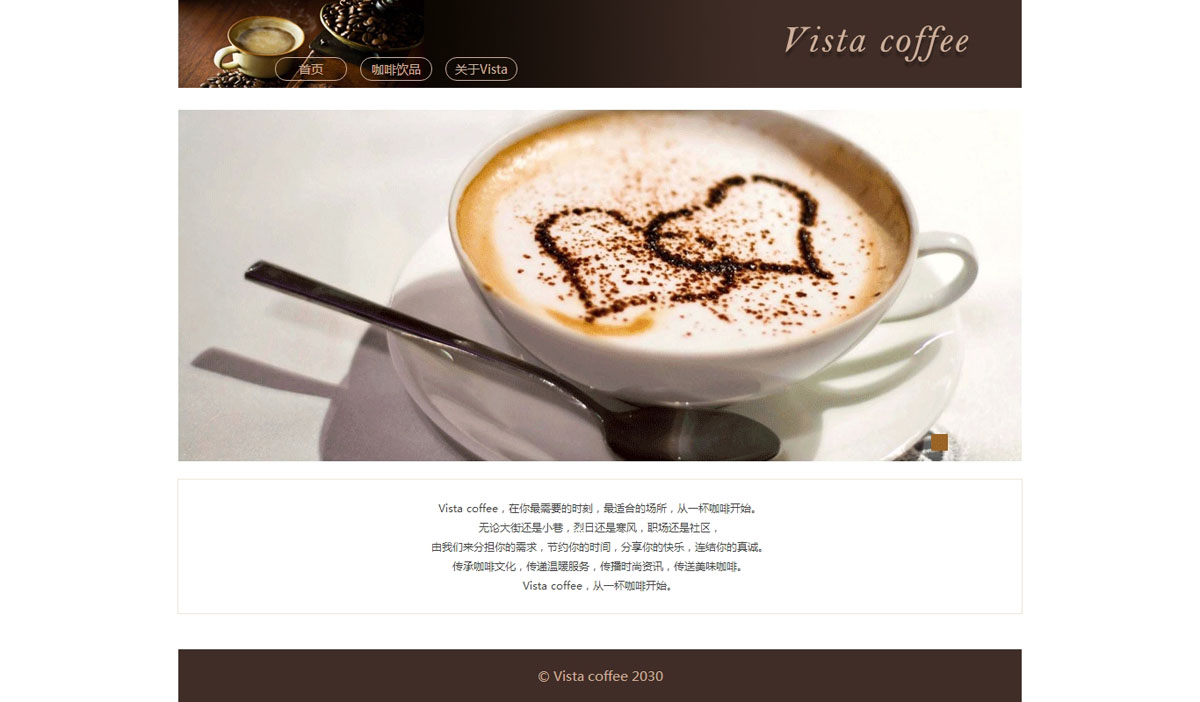 Vista coffee
首页
咖啡饮品
关于Vista
Vista coffee，在你最需要的时刻，最适合的场所，从一杯咖啡开始。
无论大街还是小巷，烈日还是寒风，职场还是社区，
由我们来分担你的需求，节约你的时间，分享你的快乐，连结你的真诚。
传承咖啡文化，传递温暖服务，传播时尚资讯，传送美味咖啡。
Vista coffee，从一杯咖啡开始。
© Vista coffee 2030